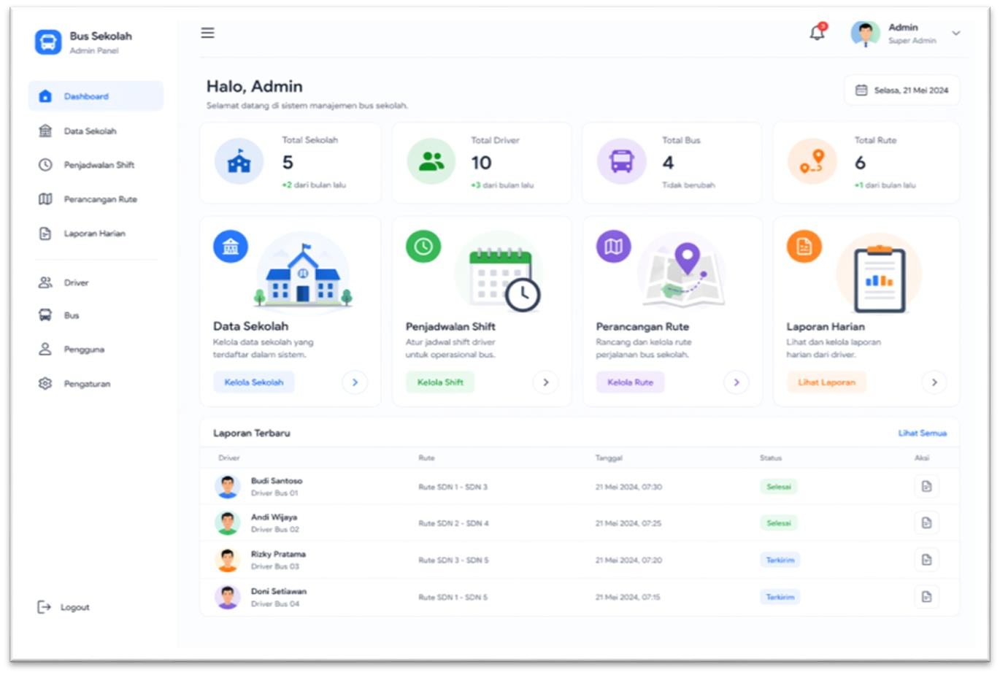 Bus Sekolah
Admin Panel
Dashboard
Data Sekolah
Penjadwalan Shift
Perancangan Rute
Laporan Harian
Driver
Bus
Pengguna
Pengaturan
Logout
3
Admin
Super Admin
Halo, Admin
Selamat datang di sistem manajemen bus sekolah.
Selasa, 21 Mei 2024
Total Sekolah
5
+2 dari bulan lalu
Total Driver
10
+3 dari bulan lalu
Total Bus
4
Tidak berubah
Total Rute
6
+1 dari bulan lalu
Data Sekolah
Kelola data sekolah yang
terdaftar dalam sistem.
Kelola Sekolah
Penjadwalan Shift
Atur jadwal shift driver
untuk operasional bus.
Kelola Shift
Perancangan Rute
Rancang dan kelola rute
perjalanan bus sekolah.
Kelola Rute
Laporan Harian
Lihat dan kelola laporan
harian dari driver.
Lihat Laporan
Laporan Terbaru
Lihat Semua
Driver Rute Tanggal Status Aksi
Budi Santoso
Driver Bus 01
Rute SDN 1 - SDN 3
21 Mei 2024, 07:30
Selesai
Andi Wijaya
Driver Bus 02
Rute SDN 2 - SDN 4
21 Mei 2024, 07:25
Selesai
Rizky Pratama
Driver Bus 03
Rute SDN 3 - SDN 5
21 Mei 2024, 07:20
Terkirim
Doni Setiawan
Driver Bus 04
Rute SDN 1 - SDN 5
21 Mei 2024, 07:15
Terkirim